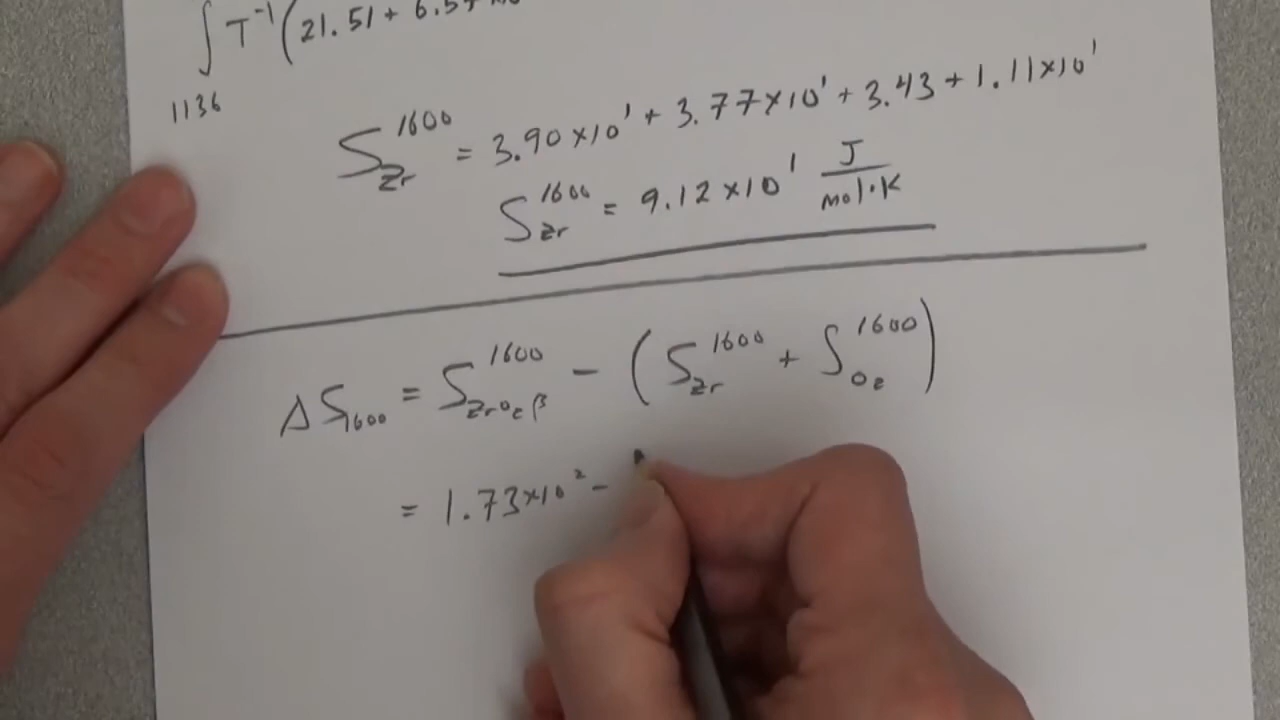 ∫ T⁻¹(21.51 + 6.5
1136
S_Zr^1600 = 3.90×10¹ + 3.77×10¹ + 3.43 + 1.11×10¹
S_Zr^1600 = 9.12×10¹ J/mol·K
ΔS_1600 = S_ZrO₂β^1600 − (S_Zr^1600 + S_O₂^1600)
= 1.73×10² −